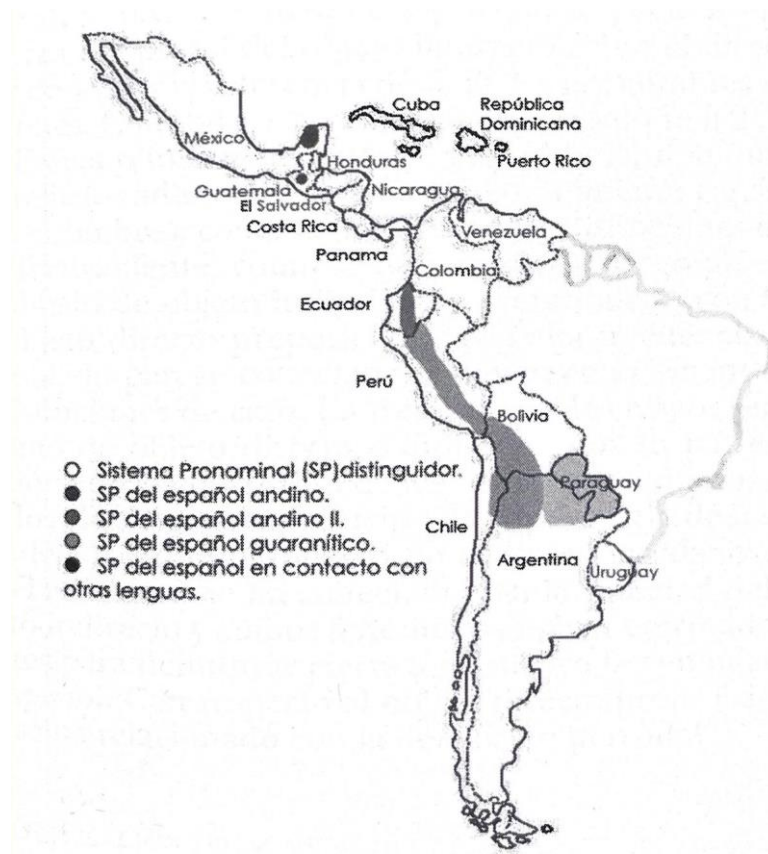 Cuba
República
Dominicana
México
Honduras
Puerto Rico
Guatemala
Nicaragua
El Salvador
Costa Rica
Venezuela
Panama
Colombia
Ecuador
Perú
Bolivia
Paraguay
Chile
Argentina
Uruguay
Sistema Pronominal (SP)distinguidor.
SP del español andino.
SP del español andino II.
SP del español guaranítico.
SP del español en contacto con
otras lenguas.